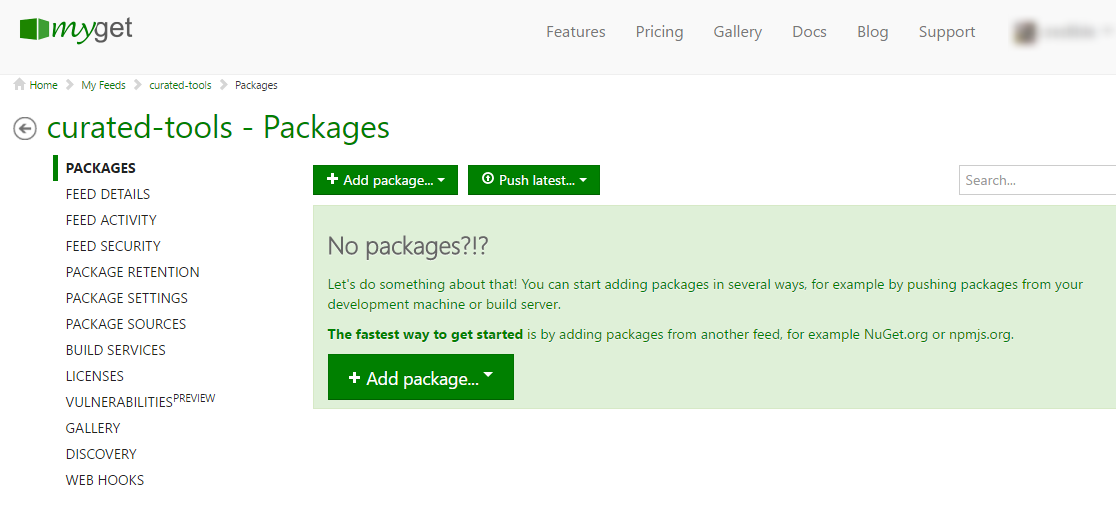 myget
Features Pricing Gallery Docs Blog Support
Home My Feeds curated-tools Packages
curated-tools - Packages
PACKAGES
FEED DETAILS
FEED ACTIVITY
FEED SECURITY
PACKAGE RETENTION
PACKAGE SETTINGS
PACKAGE SOURCES
BUILD SERVICES
LICENSES
VULNERABILITIESPREVIEW
GALLERY
DISCOVERY
WEB HOOKS
Add package... Push latest... Search...
No packages?!?
Let's do something about that! You can start adding packages in several ways, for example by pushing packages from your
development machine or build server.
The fastest way to get started is by adding packages from another feed, for example NuGet.org or npmjs.org.
Add package...